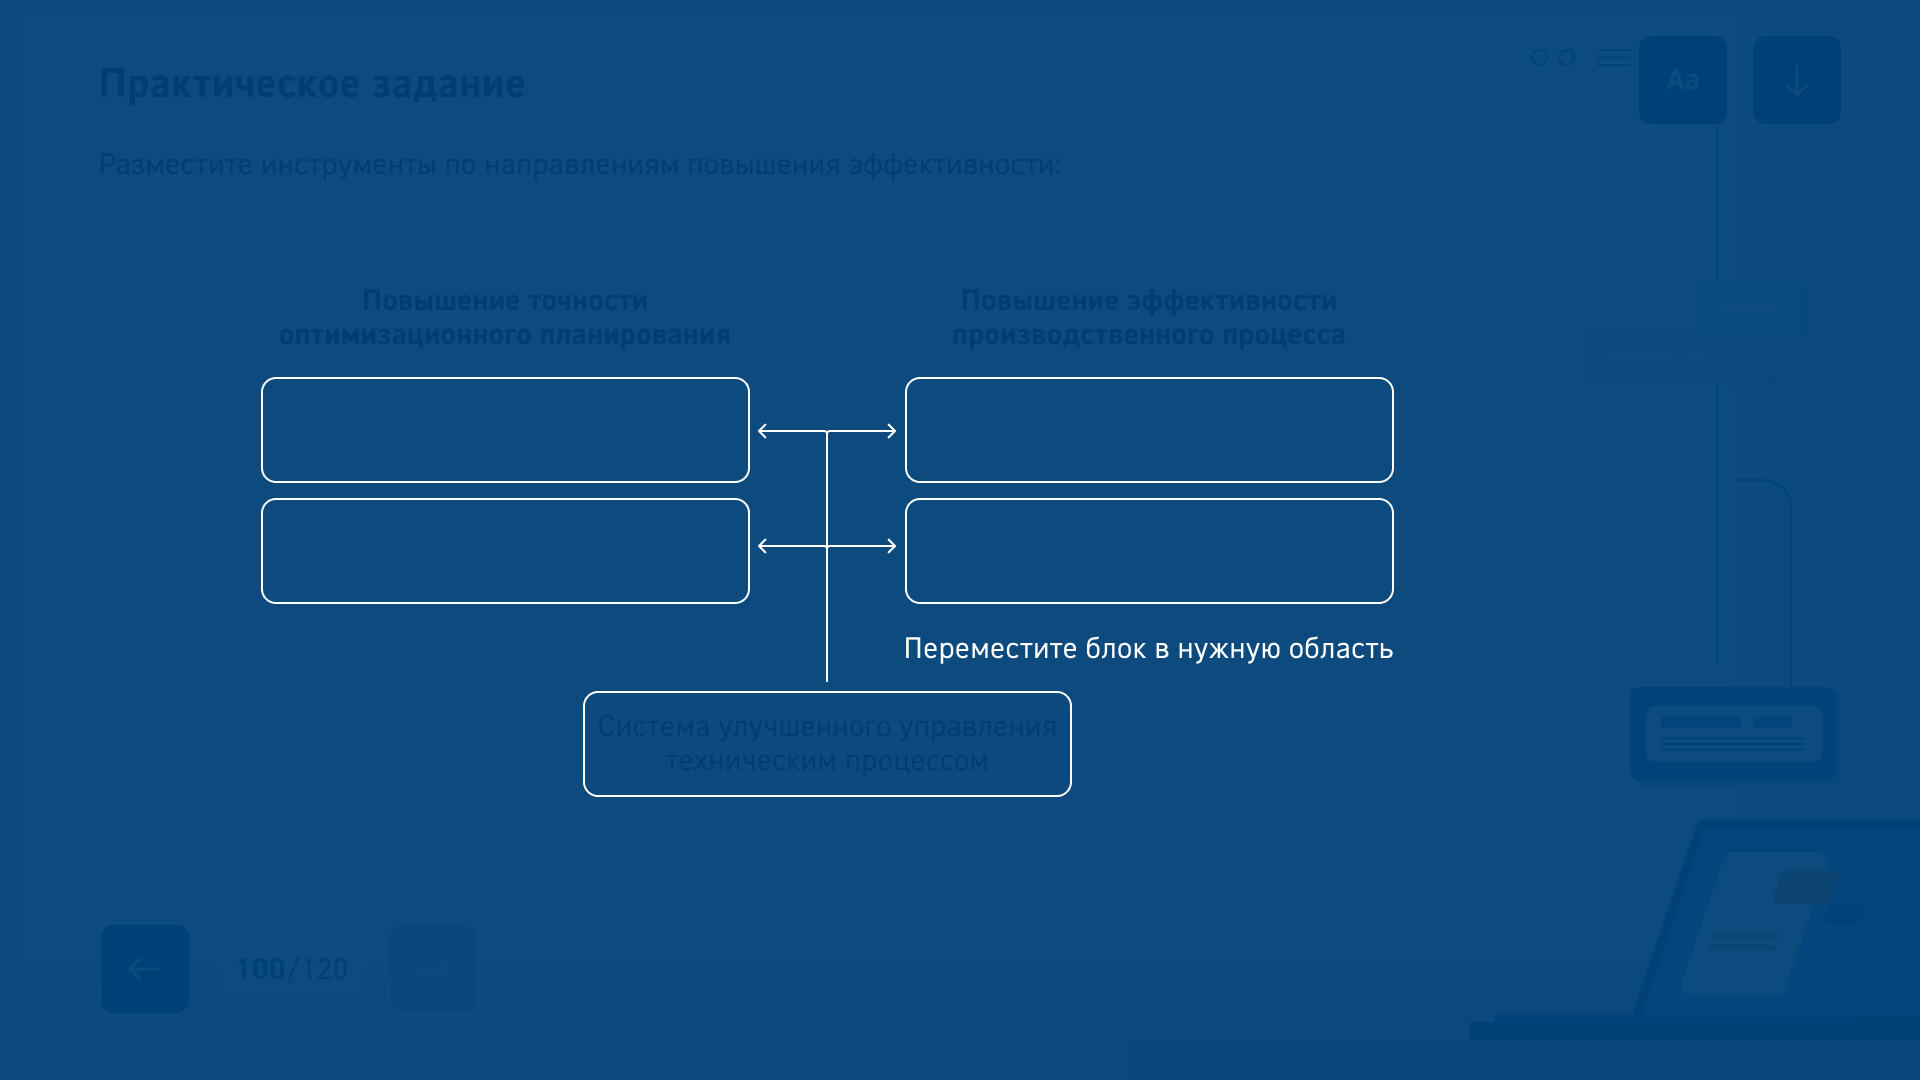 Практическое задание
Aa
Разместите инструменты по направлениям повышения эффективности:
Повышение точности
оптимизационного планирования
Повышение эффективности
производственного процесса
Переместите блок в нужную область
Система улучшенного управления
техническим процессом
100/120